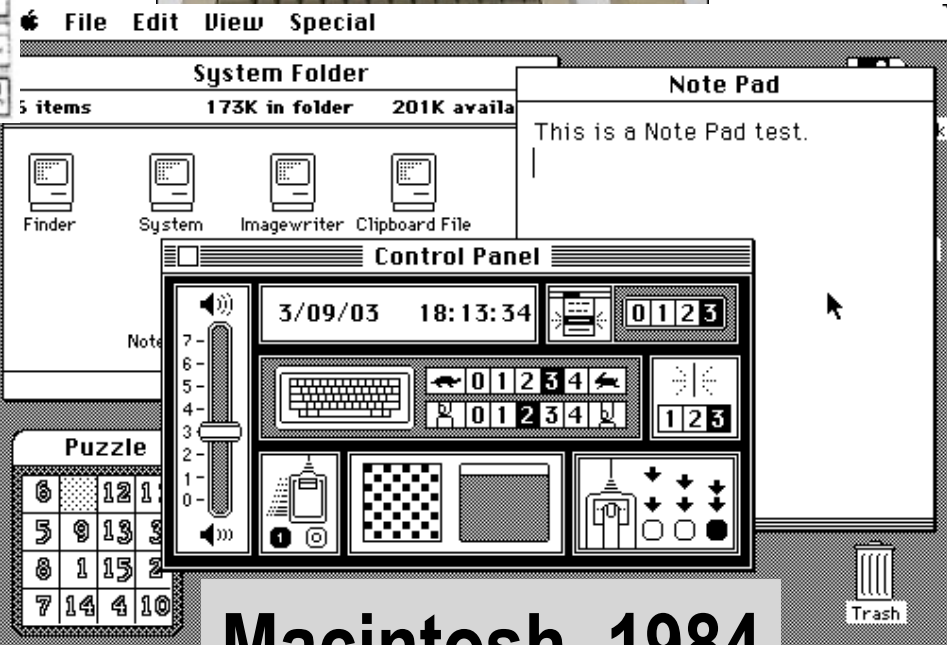 File Edit View Special
System Folder
items 173K in folder 201K availa
Finder System Imagewriter Clipboard File
Note
Note Pad
This is a Note Pad test.
Control Panel
3/09/03 18:13:34
0 1 2 3
7
6
5
4
3
2
1
0
0 1 2 3 4
0 1 2 3 4
1 2 3
1
Puzzle
6 12
5 9 13
8 1 15
7 14 4 10
Trash
Macintosh 1984